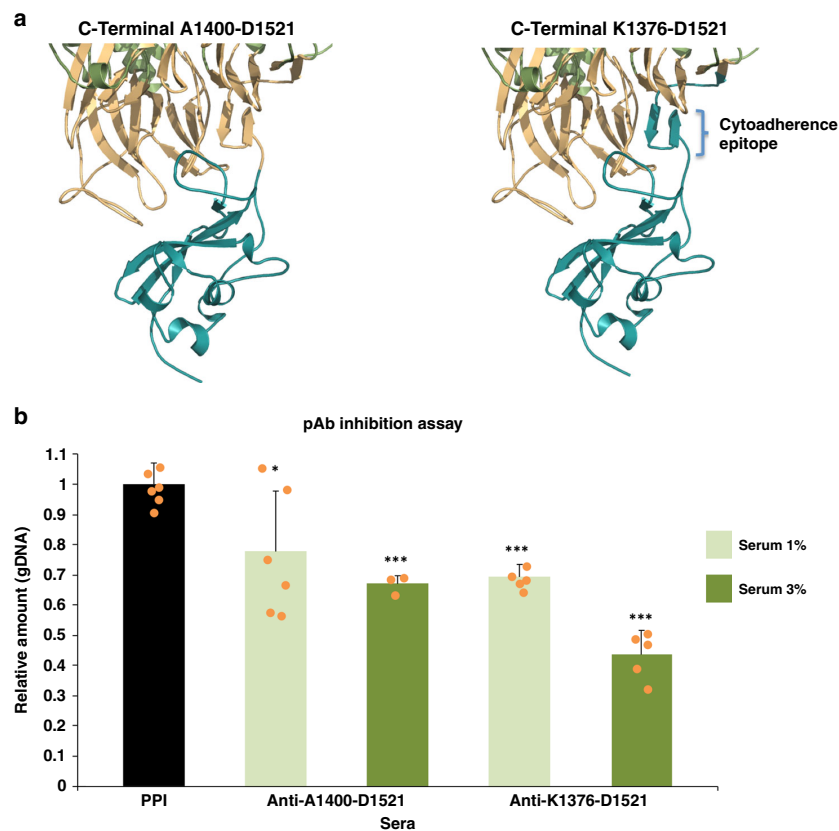 a
C-Terminal A1400-D1521
C-Terminal K1376-D1521
Cytoadherence
epitope
b
pAb inhibition assay
1.1
1
0.9
0.8
0.7
0.6
0.5
0.4
0.3
0.2
0.1
0
Relative amount (gDNA)
*
***
***
***
Serum 1%
Serum 3%
PPI
Anti-A1400-D1521
Anti-K1376-D1521
Sera